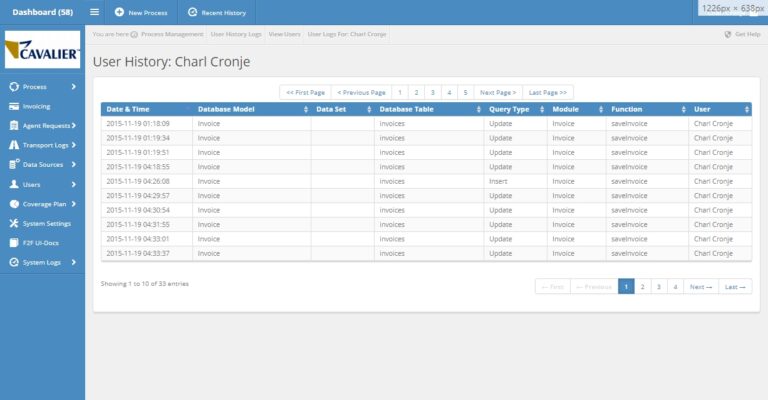 Dashboard (58)
New Process
Recent History
1226px × 638px
CAVALIER
You are here
Process Management
User History Logs
View Users
User Logs For: Charl Cronje
Get Help
User History: Charl Cronje
Process
Invoicing
Agent Requests
Transport Logs
Data Sources
Users
Coverage Plan
System Settings
F2F UI-Docs
System Logs
<< First Page < Previous Page 1 2 3 4 5 Next Page > Last Page >>
Date & Time Database Model Data Set Database Table Query Type Module Function User
2015-11-19 01:18:09 Invoice invoices Update Invoice saveInvoice Charl Cronje
2015-11-19 01:19:34 Invoice invoices Update Invoice saveInvoice Charl Cronje
2015-11-19 01:19:51 Invoice invoices Update Invoice saveInvoice Charl Cronje
2015-11-19 04:18:55 Invoice invoices Update Invoice saveInvoice Charl Cronje
2015-11-19 04:26:08 Invoice invoices Insert Invoice saveInvoice Charl Cronje
2015-11-19 04:29:57 Invoice invoices Update Invoice saveInvoice Charl Cronje
2015-11-19 04:30:54 Invoice invoices Update Invoice saveInvoice Charl Cronje
2015-11-19 04:31:55 Invoice invoices Update Invoice saveInvoice Charl Cronje
2015-11-19 04:33:01 Invoice invoices Update Invoice saveInvoice Charl Cronje
2015-11-19 04:33:37 Invoice invoices Update Invoice saveInvoice Charl Cronje
Showing 1 to 10 of 33 entries
← First ← Previous 1 2 3 4 Next → Last →